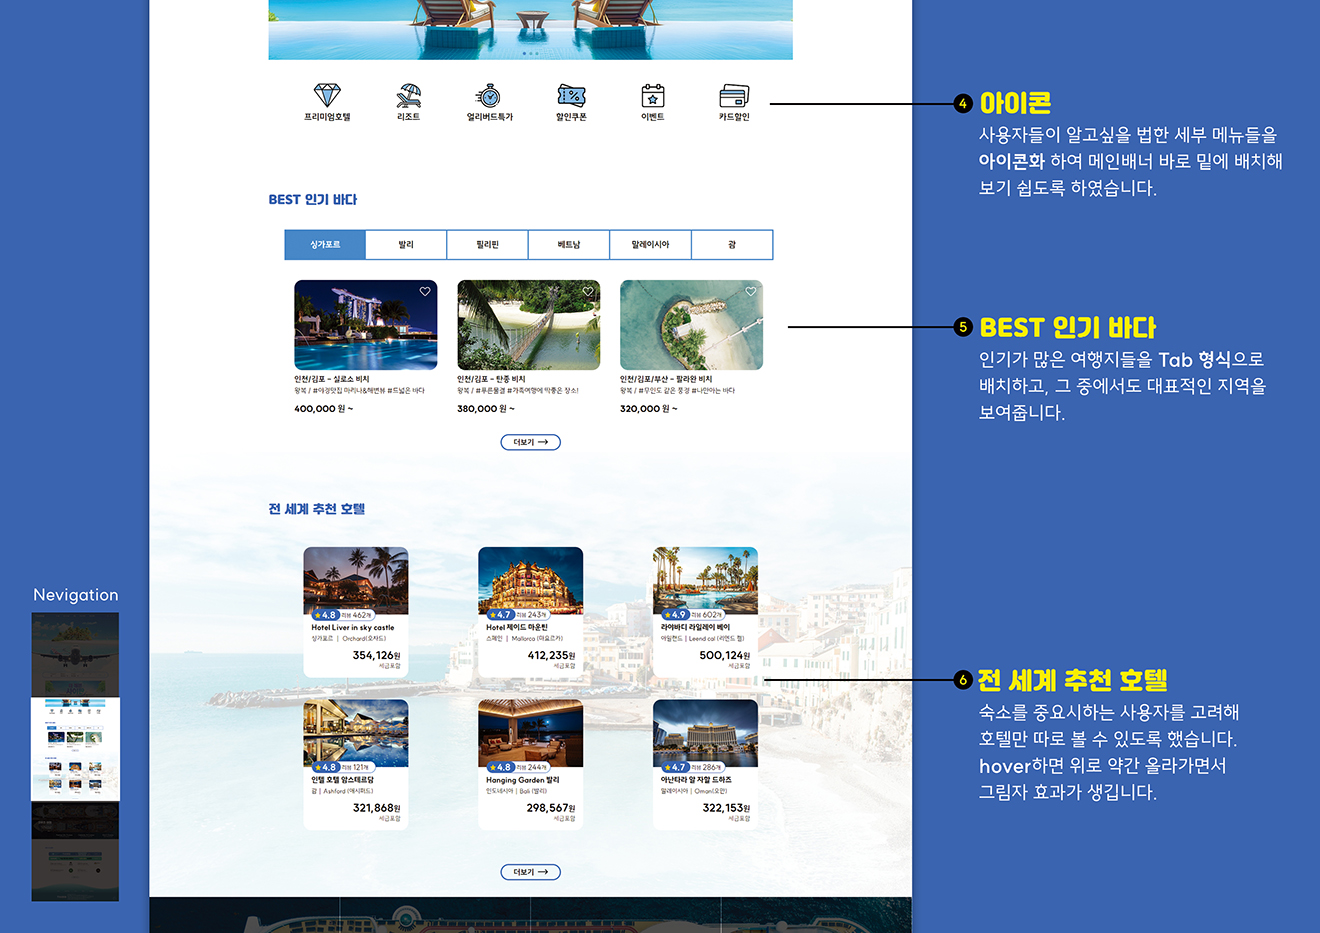 프리미엄호텔
리조트
얼리버드특가
할인쿠폰
이벤트
카드할인
4 아이콘
사용자들이 알고싶을 법한 세부 메뉴들을
아이콘화 하여 메인배너 바로 밑에 배치해
보기 쉽도록 하였습니다.
BEST 인기 바다
싱가포르
발리
필리핀
베트남
말레이시아
괌
인천/김포 - 실로소 비치
왕복 / #야경맛집 마리나&해변뷰 #드넓은 바다
400,000 원 ~
인천/김포 - 탄종 비치
왕복 / #푸른물결 #가족여행에 딱좋은 장소!
380,000 원 ~
인천/김포/부산 - 팔라완 비치
왕복 / #무인도 같은 풍경 #나만아는 바다
320,000 원 ~
더보기
5 BEST 인기 바다
인기가 많은 여행지들을 Tab 형식으로
배치하고, 그 중에서도 대표적인 지역을
보여줍니다.
전 세계 추천 호텔
4.8 리뷰 462개
Hotel Liver in sky castle
싱가포르 | Orchard(오차드)
354,126원
세금포함
4.7 리뷰 243개
Hotel 제이드 마운틴
스페인 | Mallorca (마요르카)
412,235원
세금포함
4.9 리뷰 602개
라이바디 라일레이 베이
아일랜드 | Leend cal (리엔드 컬)
500,124원
세금포함
4.8 리뷰 121개
인텔 호텔 암스테르담
괌 | Ashford (애시퍼드)
321,868원
세금포함
4.8 리뷰 244개
Hanging Garden 발리
인도네시아 | Bali (발리)
298,567원
세금포함
4.7 리뷰 286개
아난타라 알 자발 드하즈
말레이시아 | Oman(오만)
322,153원
세금포함
더보기
6 전 세계 추천 호텔
숙소를 중요시하는 사용자를 고려해
호텔만 따로 볼 수 있도록 했습니다.
hover하면 위로 약간 올라가면서
그림자 효과가 생깁니다.
Nevigation